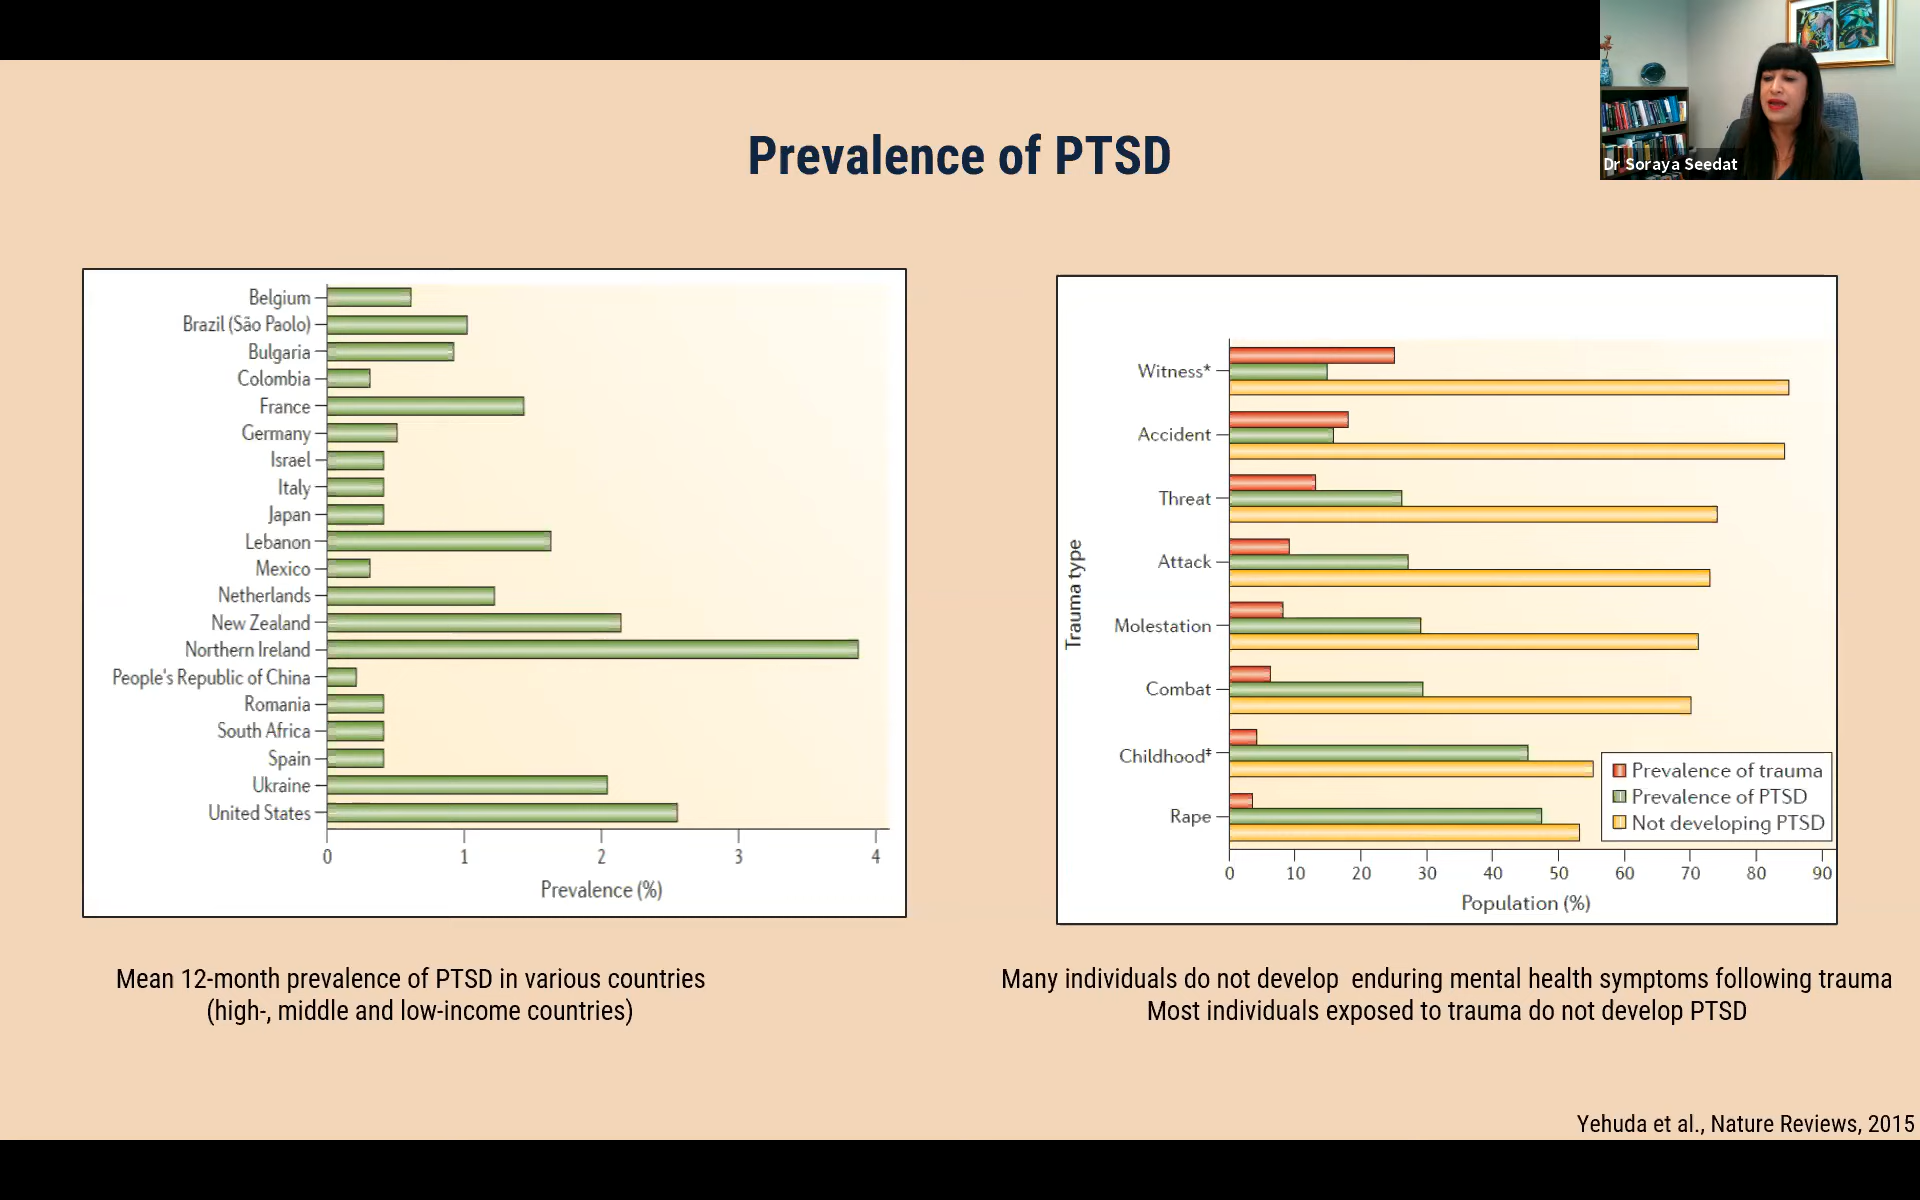 Dr Soraya Seedat
Prevalence of PTSD
Belgium
Brazil (São Paolo)
Bulgaria
Colombia
France
Germany
Israel
Italy
Japan
Lebanon
Mexico
Netherlands
New Zealand
Northern Ireland
People's Republic of China
Romania
South Africa
Spain
Ukraine
United States
0 1 2 3 4
Prevalence (%)
Mean 12-month prevalence of PTSD in various countries
(high-, middle and low-income countries)
Trauma type
Witness*
Accident
Threat
Attack
Molestation
Combat
Childhood‡
Rape
Prevalence of trauma
Prevalence of PTSD
Not developing PTSD
0 10 20 30 40 50 60 70 80 90
Population (%)
Many individuals do not develop  enduring mental health symptoms following trauma
Most individuals exposed to trauma do not develop PTSD
Yehuda et al., Nature Reviews, 2015